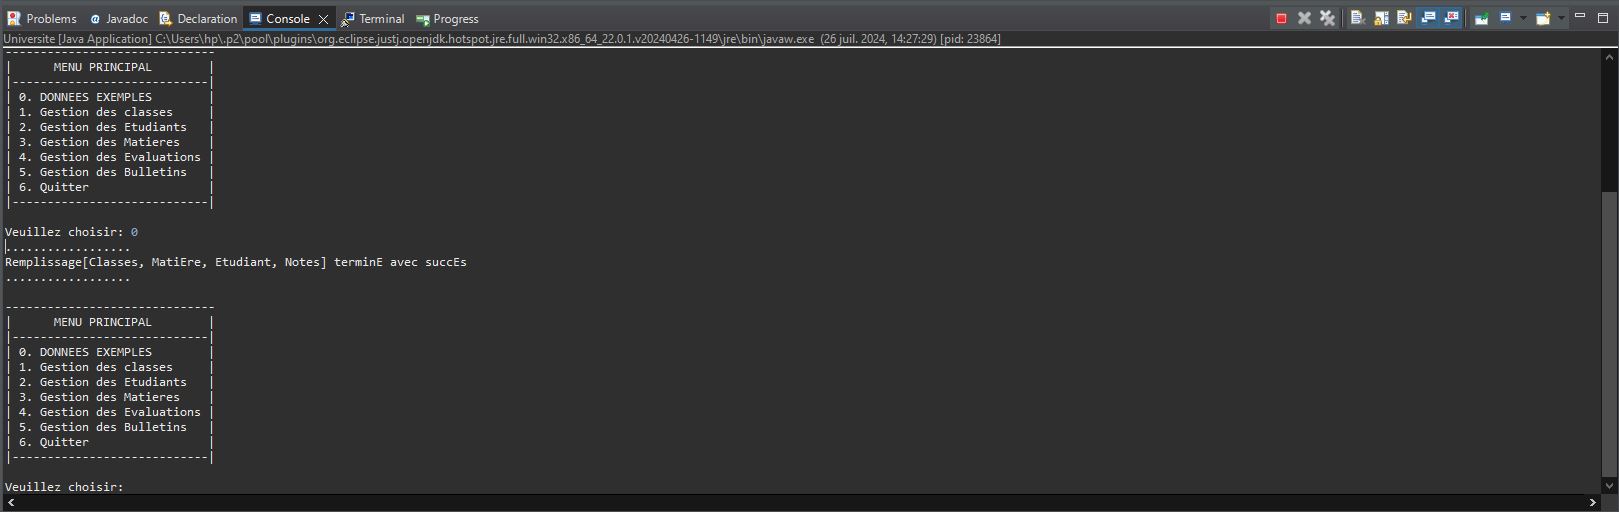 Problems Javadoc Declaration Console Terminal Progress
Universite [Java Application] C:\Users\hp\.p2\pool\plugins\org.eclipse.justj.openjdk.hotspot.jre.full.win32.x86_64_22.0.1.v20240426-1149\jre\bin\javaw.exe (26 juil. 2024, 14:27:29) [pid: 23864]
------------------------------
|      MENU PRINCIPAL        |
|----------------------------|
| 0. DONNEES EXEMPLES        |
| 1. Gestion des classes     |
| 2. Gestion des Etudiants   |
| 3. Gestion des Matieres    |
| 4. Gestion des Evaluations |
| 5. Gestion des Bulletins   |
| 6. Quitter                 |
|----------------------------|

Veuillez choisir: 0
..................
Remplissage[Classes, MatiEre, Etudiant, Notes] terminE avec succEs
..................

------------------------------
|      MENU PRINCIPAL        |
|----------------------------|
| 0. DONNEES EXEMPLES        |
| 1. Gestion des classes     |
| 2. Gestion des Etudiants   |
| 3. Gestion des Matieres    |
| 4. Gestion des Evaluations |
| 5. Gestion des Bulletins   |
| 6. Quitter                 |
|----------------------------|

Veuillez choisir: